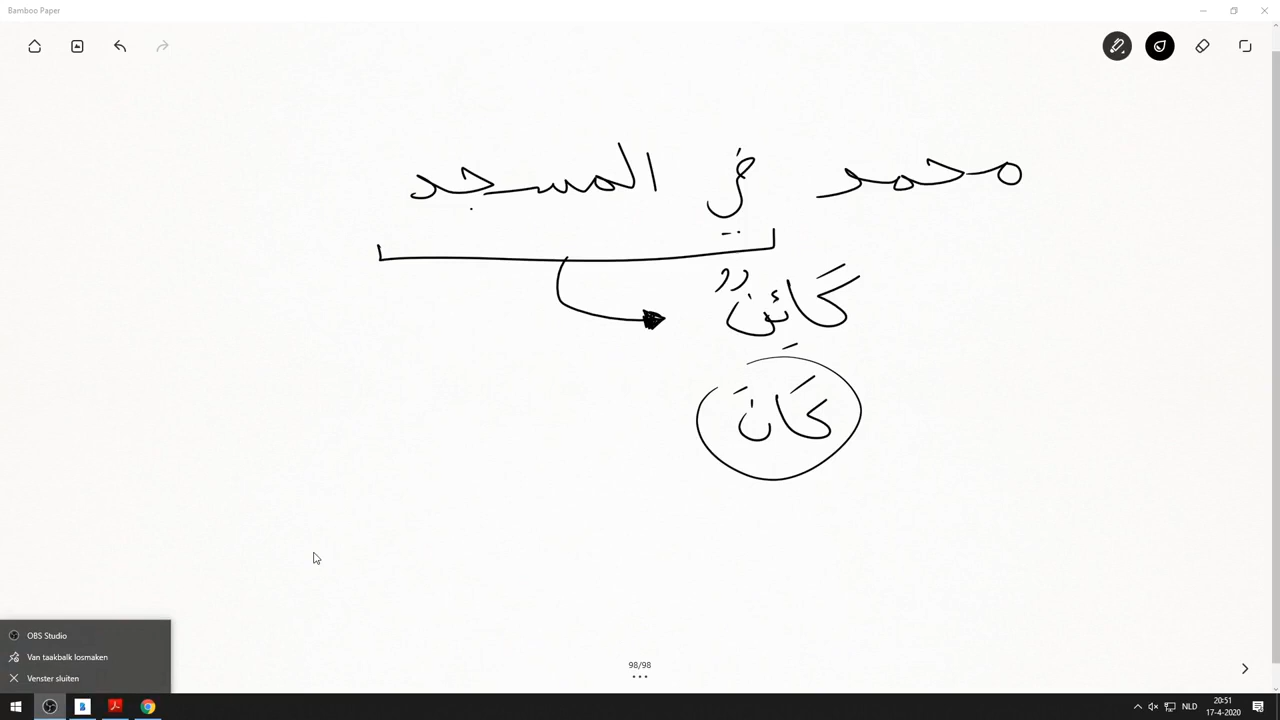 Bamboo Paper
محمد في المسجد
كَائِنٌ
كَانَ
OBS Studio
Van taakbalk losmaken
Venster sluiten
98/98
NLD
20:51
17-4-2020